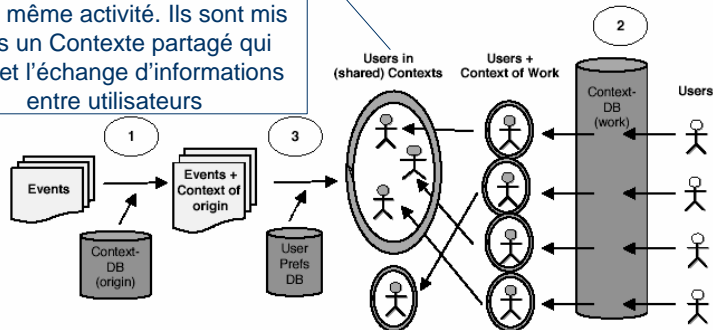 même activité. Ils sont mis
s un Contexte partagé qui
et l’échange d’informations
entre utilisateurs
2
Users in
(shared) Contexts
Users +
Context of Work
Context-
DB
(work)
Users
1
3
Events
Events +
Context of
origin
Context-
DB
(origin)
User
Prefs
DB